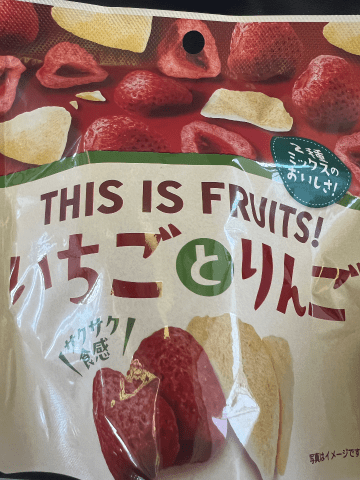 2種
ミックスの
おいしさ!
THIS IS FRUITS!
いちごとりんご
サクサク
食感
写真はイメージです